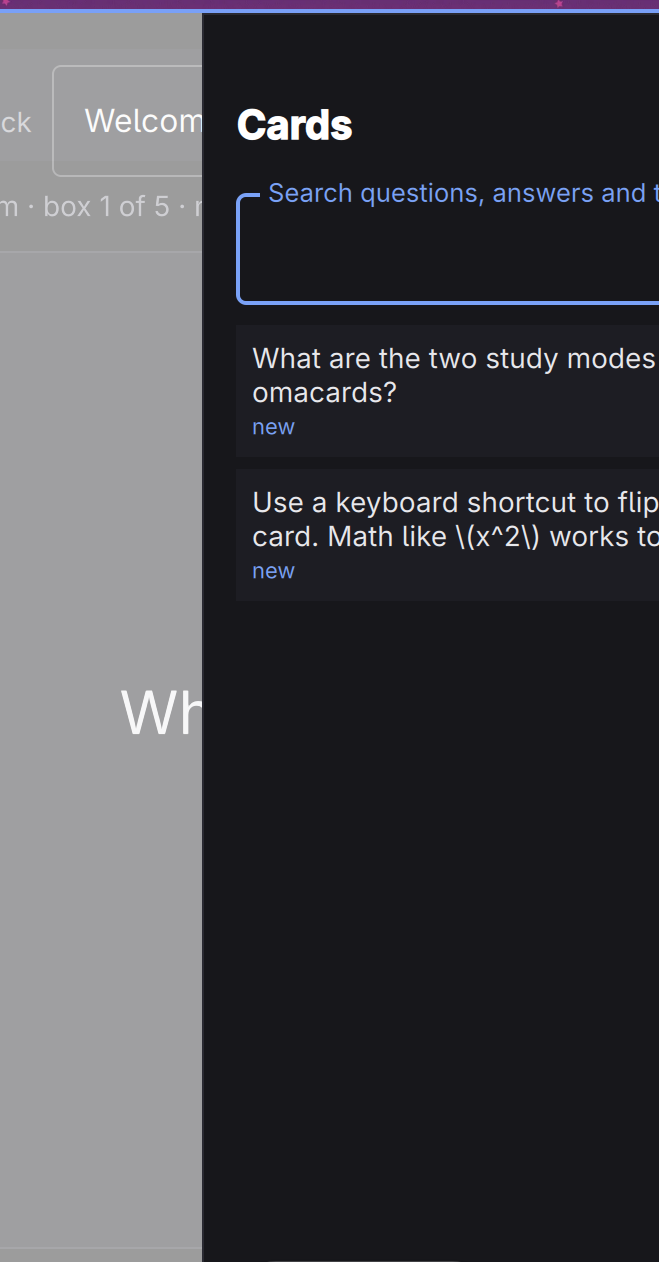 ck
Welcom
m · box 1 of 5 ·
Cards
Search questions, answers and t
What are the two study modes
omacards?
new
Use a keyboard shortcut to flip
card. Math like \(x^2\) works to
new
Wh